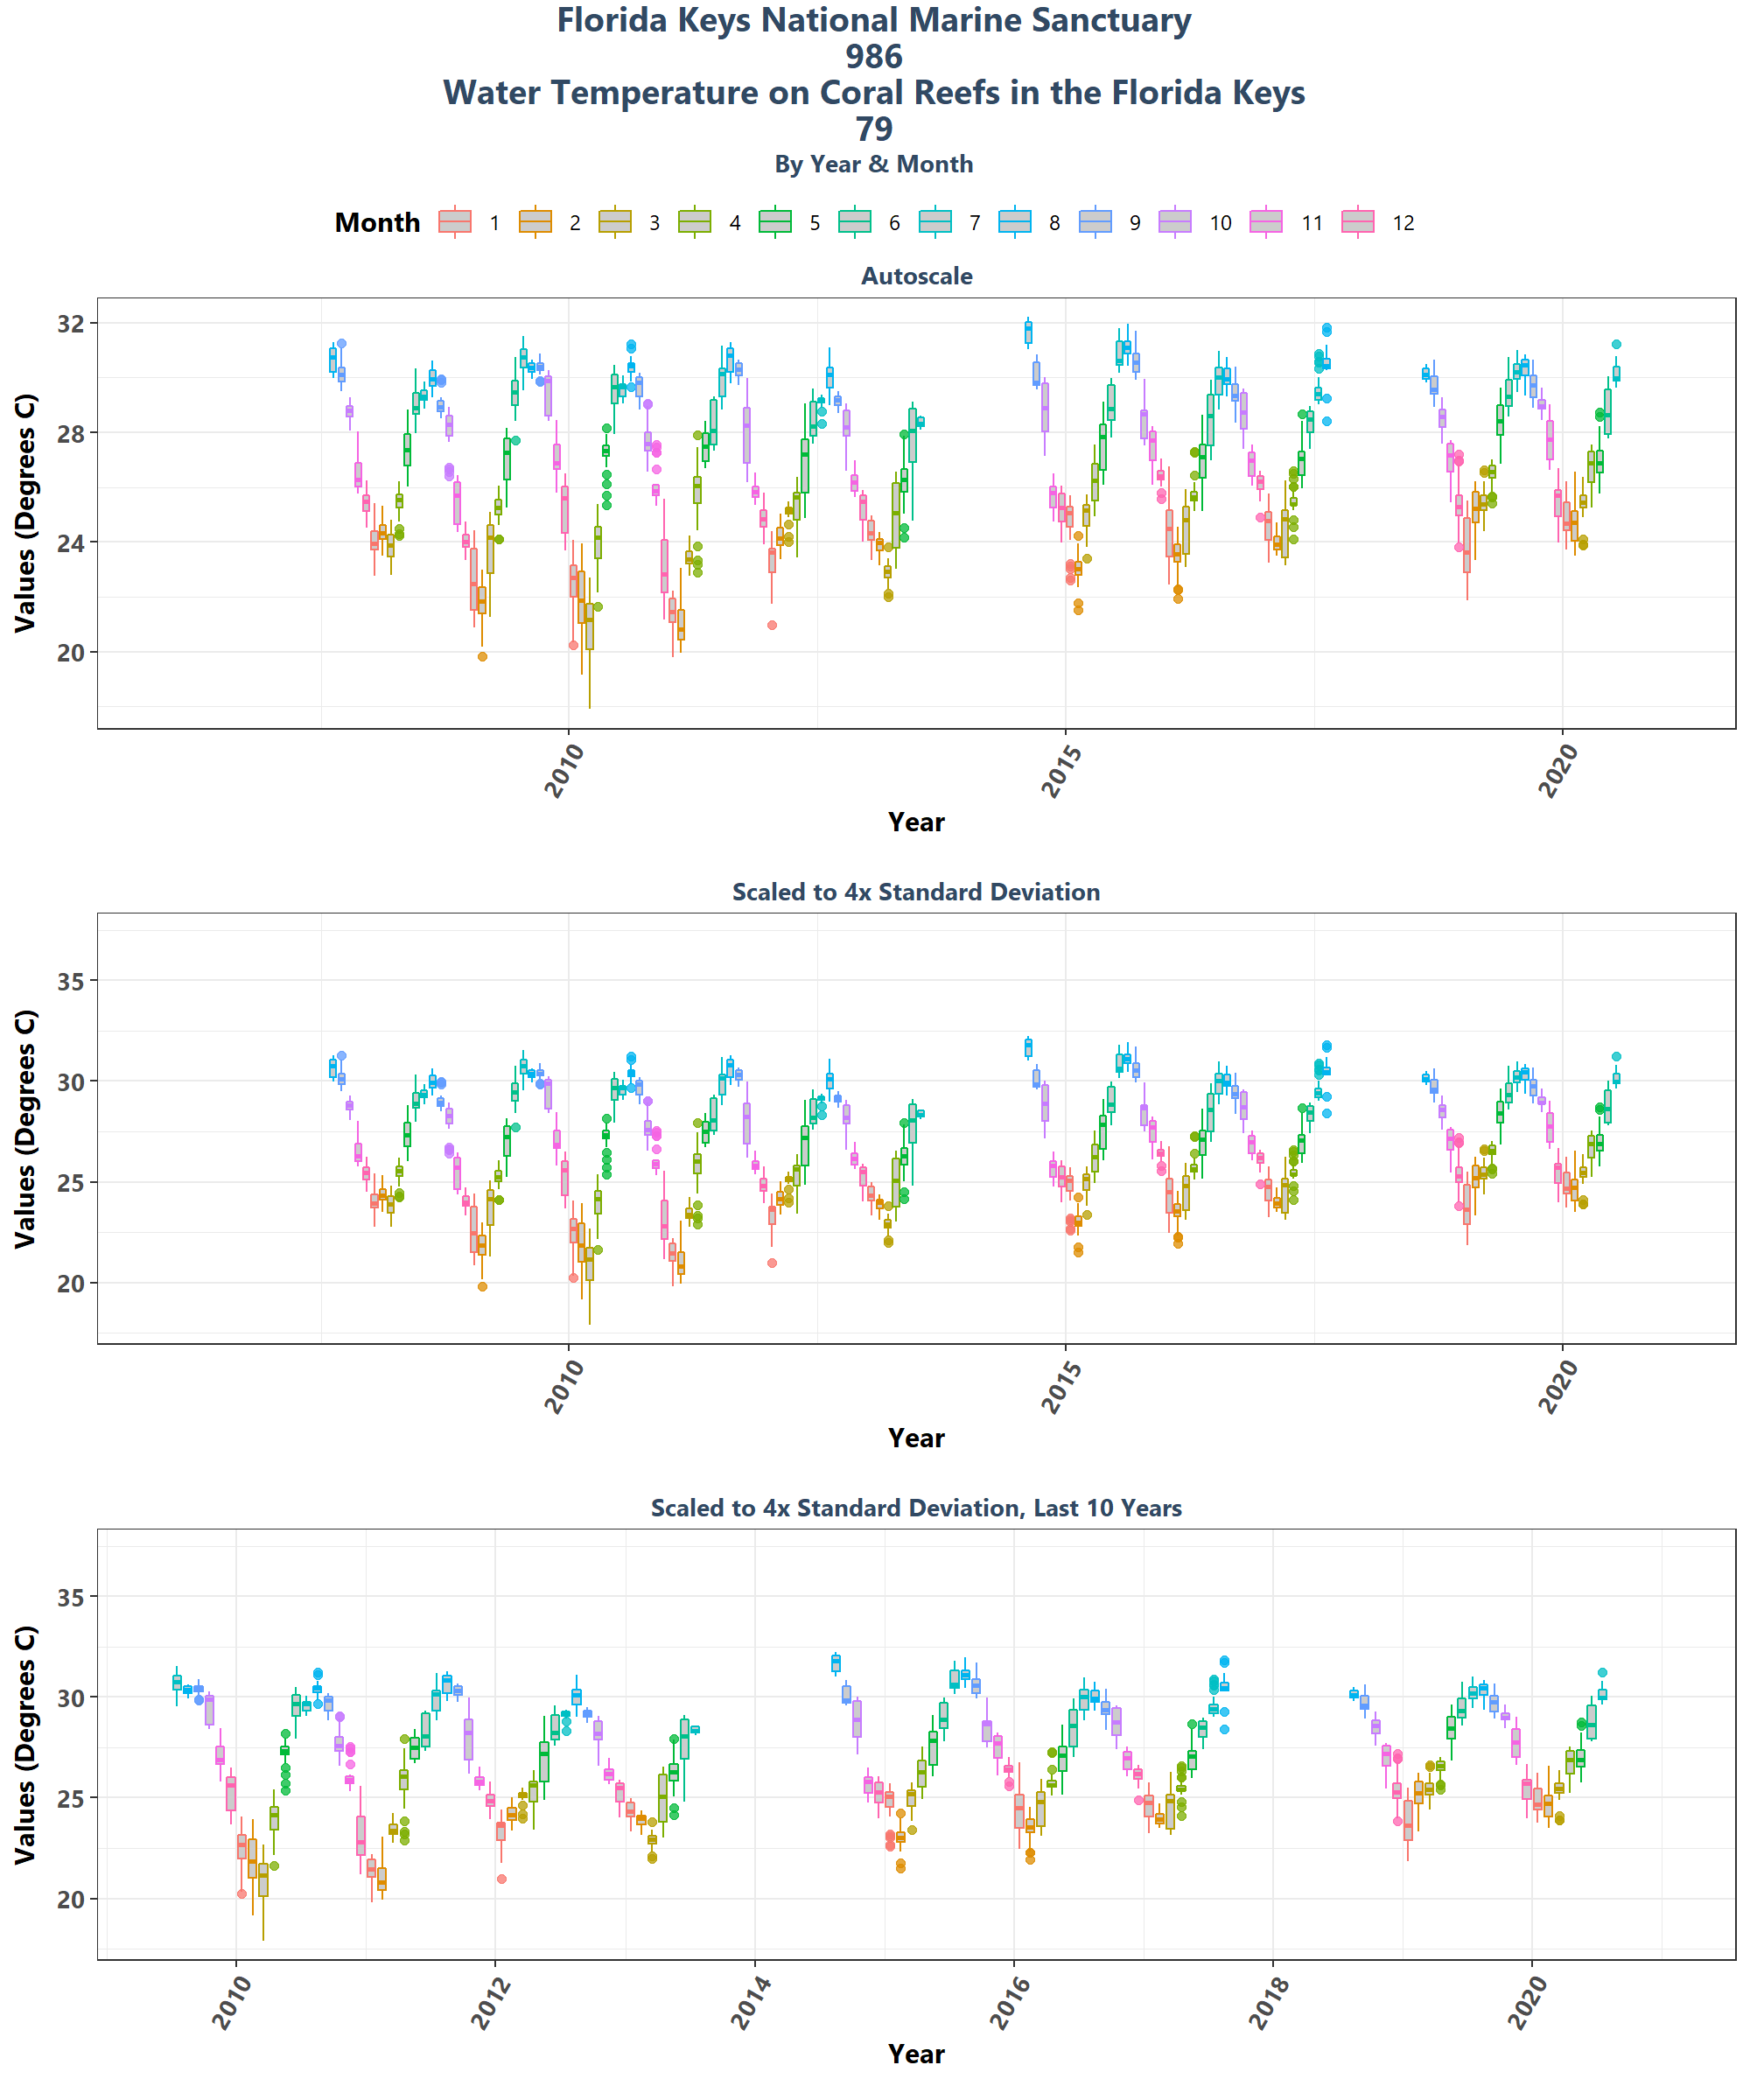 Florida Keys National Marine Sanctuary
986
Water Temperature on Coral Reefs in the Florida Keys
79
By Year & Month
Month 1 2 3 4 5 6 7 8 9 10 11 12
Autoscale
Values (Degrees C)
32
28
24
20
2010 2015 2020
Year
Scaled to 4x Standard Deviation
Values (Degrees C)
35
30
25
20
2010 2015 2020
Year
Scaled to 4x Standard Deviation, Last 10 Years
Values (Degrees C)
35
30
25
20
2010 2012 2014 2016 2018 2020
Year